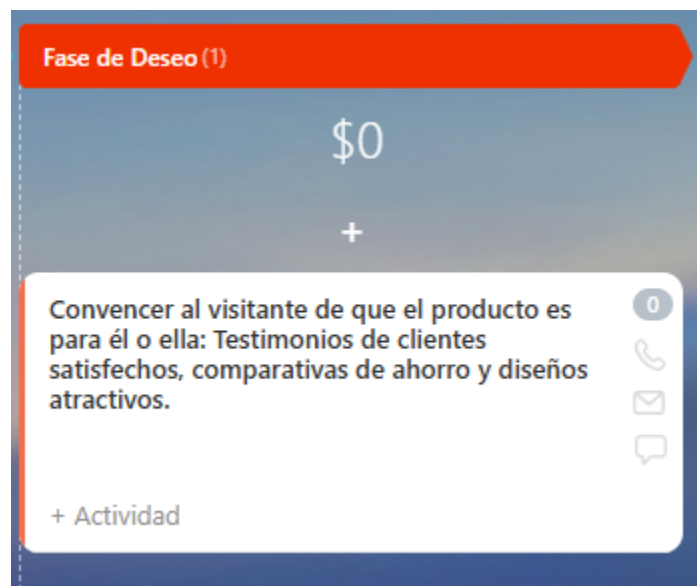 Fase de Deseo (1)
$0
+
Convencer al visitante de que el producto es
0
para él o ella: Testimonios de clientes
satisfechos, comparativas de ahorro y diseños
atractivos.
+ Actividad